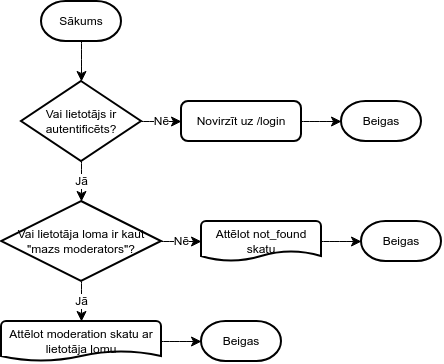 Sākums
Vai lietotājs ir
autentificēts?
Nē
Novirzīt uz /login
Beigas
Jā
Vai lietotāja loma ir kaut
"mazs moderators"?
Nē
Attēlot not_found
skatu
Beigas
Jā
Attēlot moderation skatu ar
lietotāja lomu
Beigas